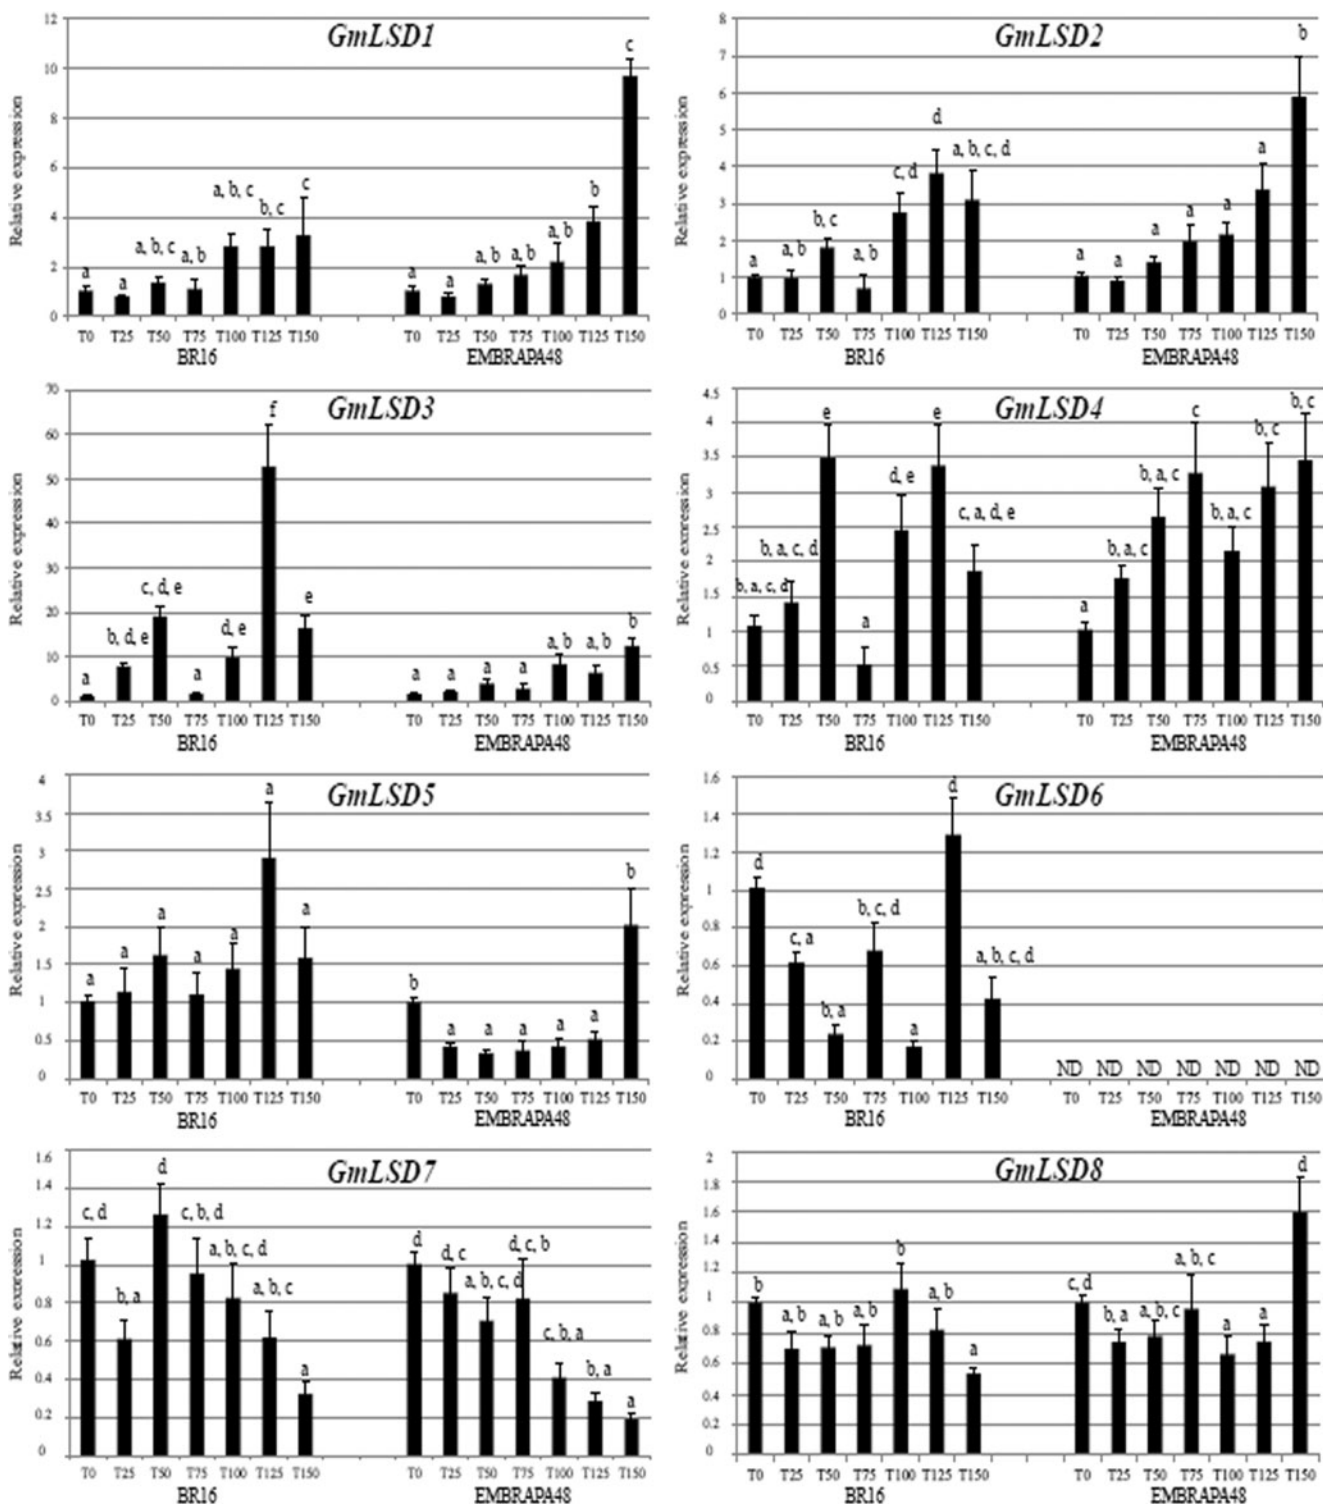 GmLSD1
Relative expression
12
10
8
6
4
2
0
a a a, b, c a, b a, b, c b, c c a a a a, b a, b b c
T0 T25 T50 T75 T100 T125 T150 T0 T25 T50 T75 T100 T125 T150
BR16 EMBRAPA48
GmLSD2
Relative expression
8
7
6
5
4
3
2
1
0
a a, b b, c a, b c, d d a, b, c, d a a a a a a b
T0 T25 T50 T75 T100 T125 T150 T0 T25 T50 T75 T100 T125 T150
BR16 EMBRAPA48
GmLSD3
Relative expression
70
60
50
40
30
20
10
0
a b, d, e c, d, e a d, e f e a a a a a, b a, b b
T0 T25 T50 T75 T100 T125 T150 T0 T25 T50 T75 T100 T125 T150
BR16 EMBRAPA48
GmLSD4
Relative expression
4.5
4
3.5
3
2.5
2
1.5
1
0.5
0
b, a, c, d b, a, c, d e a d, e e c, a, d, e a b, a, c b, a, c c b, a, c b, c b, c
T0 T25 T50 T75 T100 T125 T150 T0 T25 T50 T75 T100 T125 T150
BR16 EMBRAPA48
GmLSD5
Relative expression
4
3.5
3
2.5
2
1.5
1
0.5
0
a a a a a a a b a a a a a b
T0 T25 T50 T75 T100 T125 T150 T0 T25 T50 T75 T100 T125 T150
BR16 EMBRAPA48
GmLSD6
Relative expression
1.6
1.4
1.2
1
0.8
0.6
0.4
0.2
0
d c, a b, a b, c, d a d a, b, c, d ND ND ND ND ND ND ND
T0 T25 T50 T75 T100 T125 T150 T0 T25 T50 T75 T100 T125 T150
BR16 EMBRAPA48
GmLSD7
Relative expression
1.6
1.4
1.2
1
0.8
0.6
0.4
0.2
0
c, d b, a d c, b, d a, b, c, d a, b, c a d d, c a, b, c, d d, c, b c, b, a b, a a
T0 T25 T50 T75 T100 T125 T150 T0 T25 T50 T75 T100 T125 T150
BR16 EMBRAPA48
GmLSD8
Relative expression
2
1.8
1.6
1.4
1.2
1
0.8
0.6
0.4
0.2
0
b a, b a, b a, b b a, b a c, d b, a a, b, c a, b, c a a d
T0 T25 T50 T75 T100 T125 T150 T0 T25 T50 T75 T100 T125 T150
BR16 EMBRAPA48